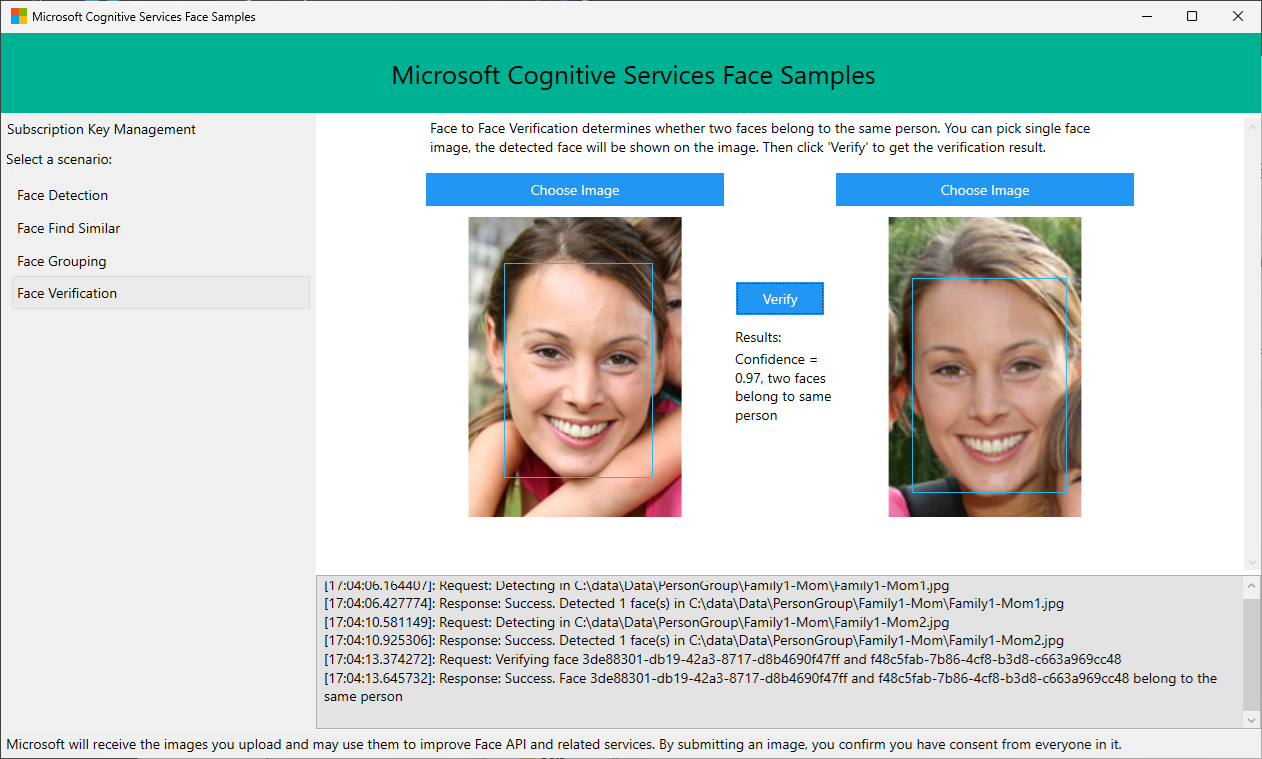 Microsoft Cognitive Services Face Samples
Microsoft Cognitive Services Face Samples
Subscription Key Management
Select a scenario:
Face Detection
Face Find Similar
Face Grouping
Face Verification
Face to Face Verification determines whether two faces belong to the same person. You can pick single face
image, the detected face will be shown on the image. Then click 'Verify' to get the verification result.
Choose Image
Choose Image
Verify
Results:
Confidence =
0.97, two faces
belong to same
person
[17:04:06.164407]: Request: Detecting in C:\data\Data\PersonGroup\Family1-Mom\Family1-Mom1.jpg
[17:04:06.427774]: Response: Success. Detected 1 face(s) in C:\data\Data\PersonGroup\Family1-Mom\Family1-Mom1.jpg
[17:04:10.581149]: Request: Detecting in C:\data\Data\PersonGroup\Family1-Mom\Family1-Mom2.jpg
[17:04:10.925306]: Response: Success. Detected 1 face(s) in C:\data\Data\PersonGroup\Family1-Mom\Family1-Mom2.jpg
[17:04:13.374272]: Request: Verifying face 3de88301-db19-42a3-8717-d8b4690f47ff and f48c5fab-7b86-4cf8-b3d8-c663a969cc48
[17:04:13.645732]: Response: Success. Face 3de88301-db19-42a3-8717-d8b4690f47ff and f48c5fab-7b86-4cf8-b3d8-c663a969cc48 belong to the
same person
Microsoft will receive the images you upload and may use them to improve Face API and related services. By submitting an image, you confirm you have consent from everyone in it.